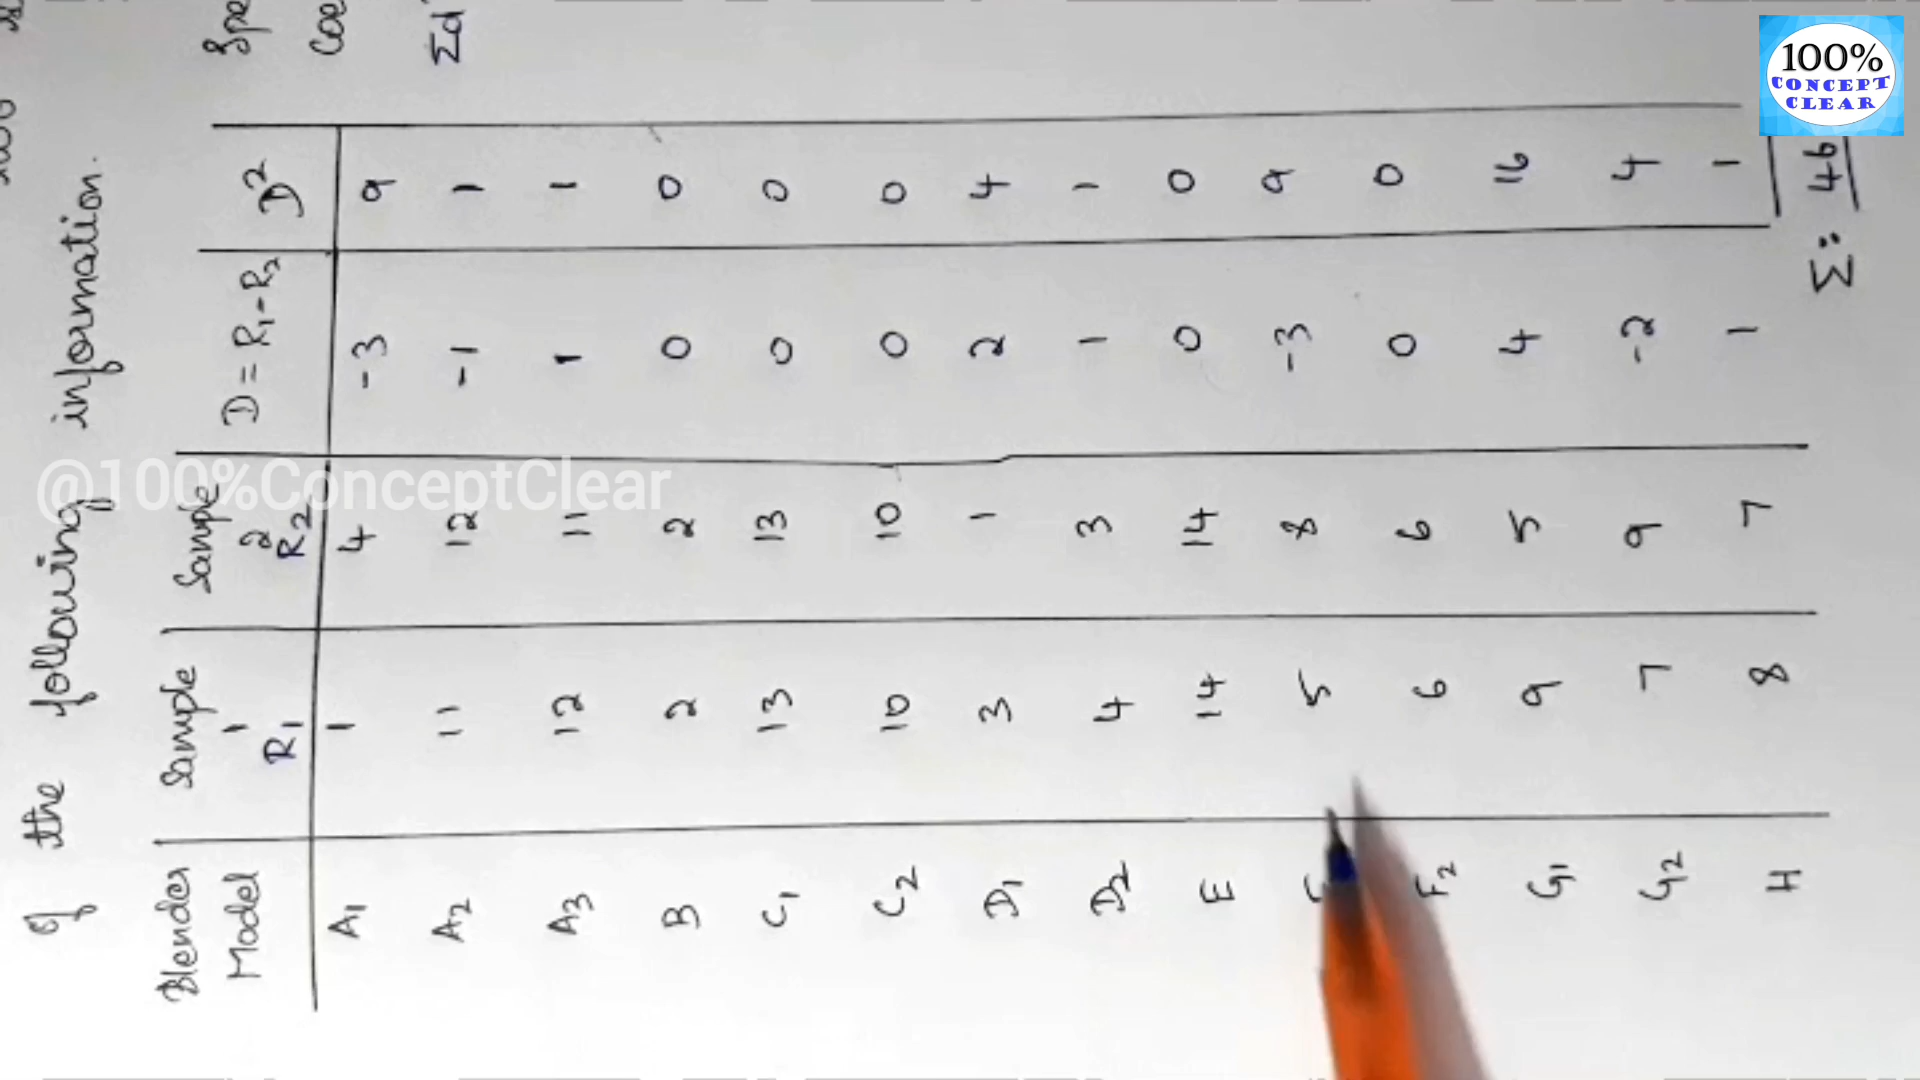 of the following information.
Blender Model | Sample 1 R₁ | Sample 2 R₂ | D = R₁-R₂ | D²
A₁ 1 4 -3 9
A₂ 11 12 -1 1
A₃ 12 11 1 1
B 2 2 0 0
C₁ 13 13 0 0
C₂ 10 10 0 0
D₁ 3 1 2 4
D₂ 4 3 1 1
E 14 14 0 0
5 8 -3 9
F₂ 6 6 0 0
G₁ 9 5 4 16
G₂ 7 9 -2 4
H 8 7 1 1
Σ : 46
Σd
@100%ConceptClear
100%
CONCEPT
CLEAR